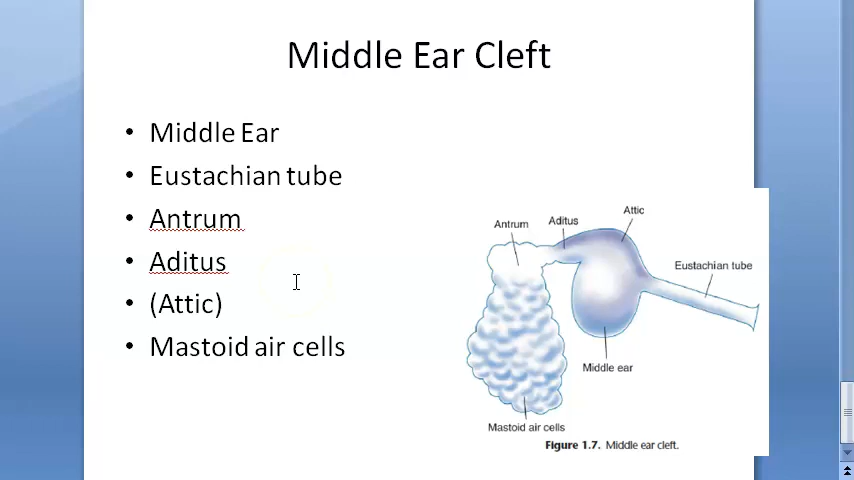 Middle Ear Cleft
• Middle Ear
• Eustachian tube
• Antrum
• Aditus
• (Attic)
• Mastoid air cells
Attic
Aditus
Antrum
Eustachian tube
Middle ear
Mastoid air cells
Figure 1.7. Middle ear cleft.